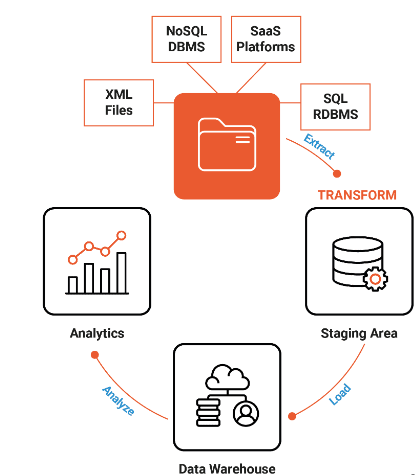 NoSQL
DBMS
SaaS
Platforms
XML
Files
SQL
RDBMS
Extract
TRANSFORM
Analytics
Staging Area
Analyze
Load
Data Warehouse